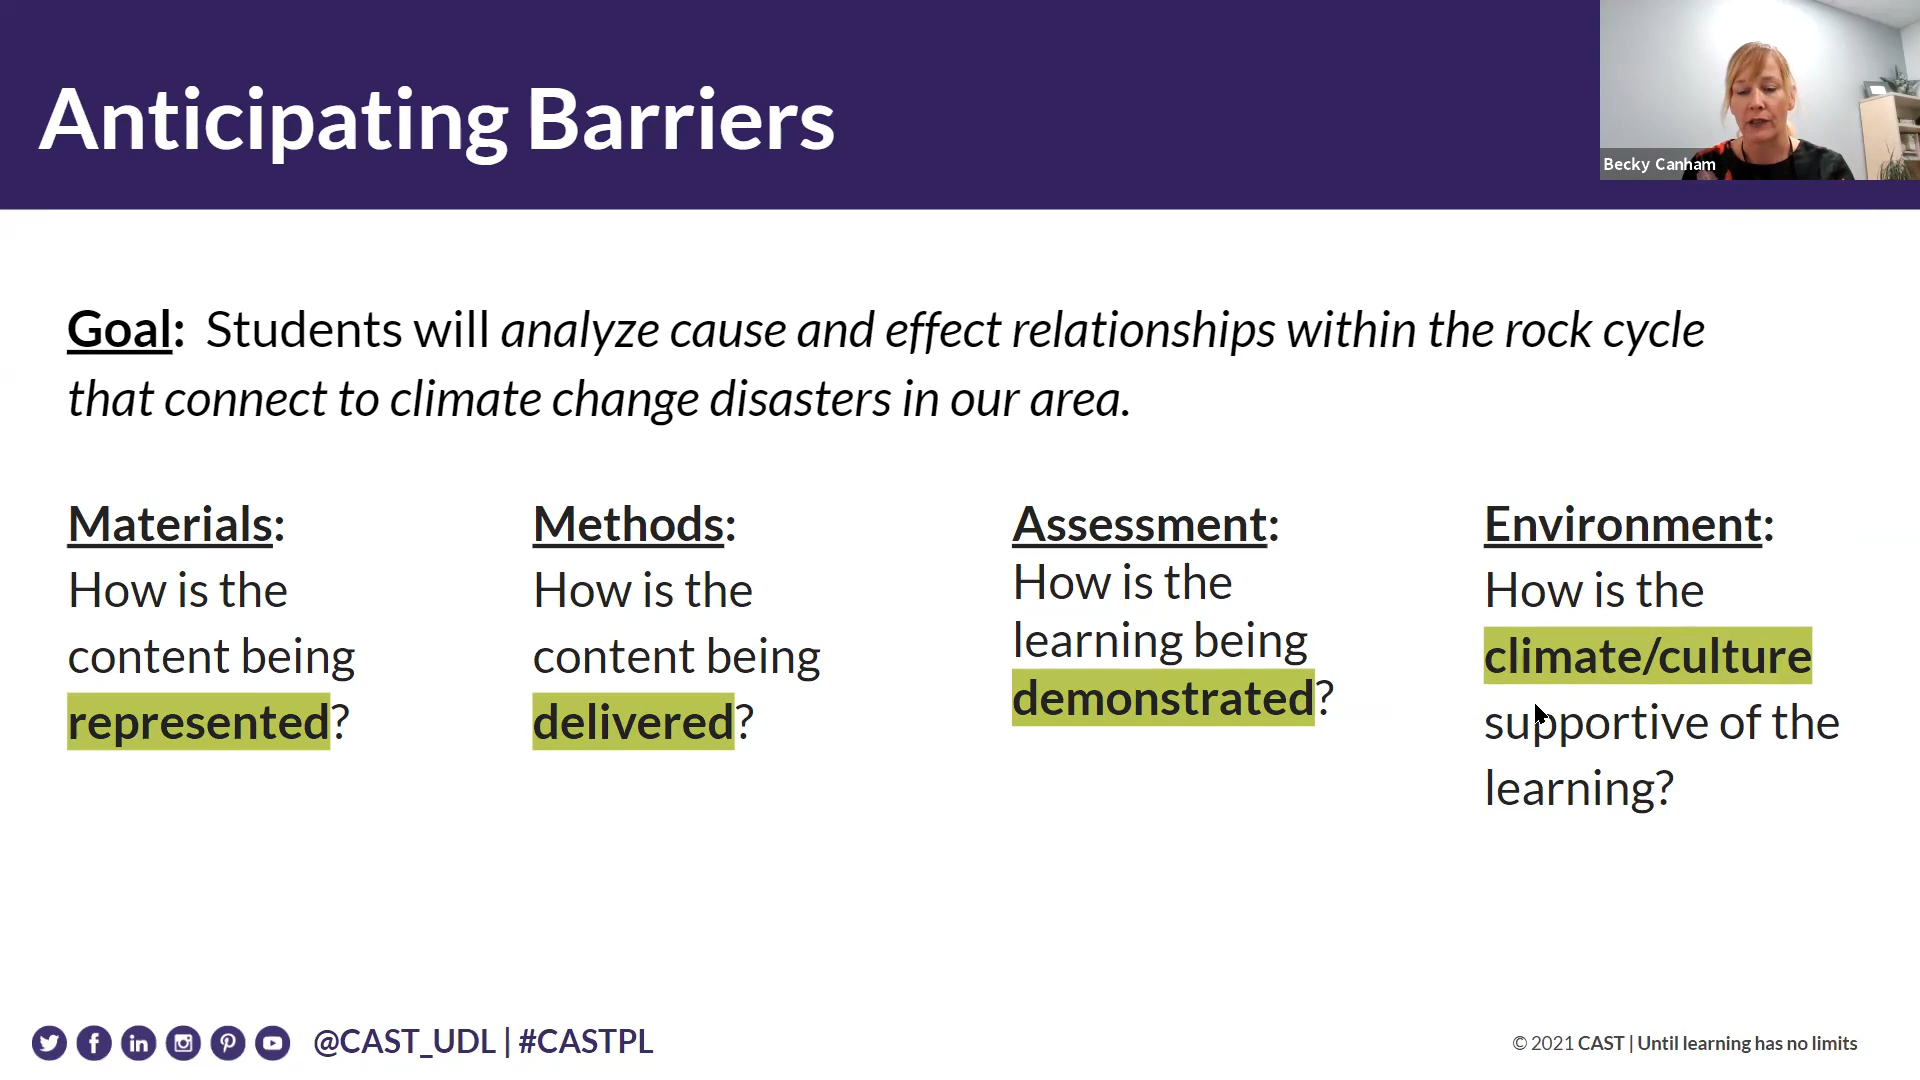 Anticipating Barriers
Becky Canham
Goal: Students will analyze cause and effect relationships within the rock cycle
that connect to climate change disasters in our area.
Materials:
How is the
content being
represented?
Methods:
How is the
content being
delivered?
Assessment:
How is the
learning being
demonstrated?
Environment:
How is the
climate/culture
supportive of the
learning?
@CAST_UDL | #CASTPL
© 2021 CAST | Until learning has no limits